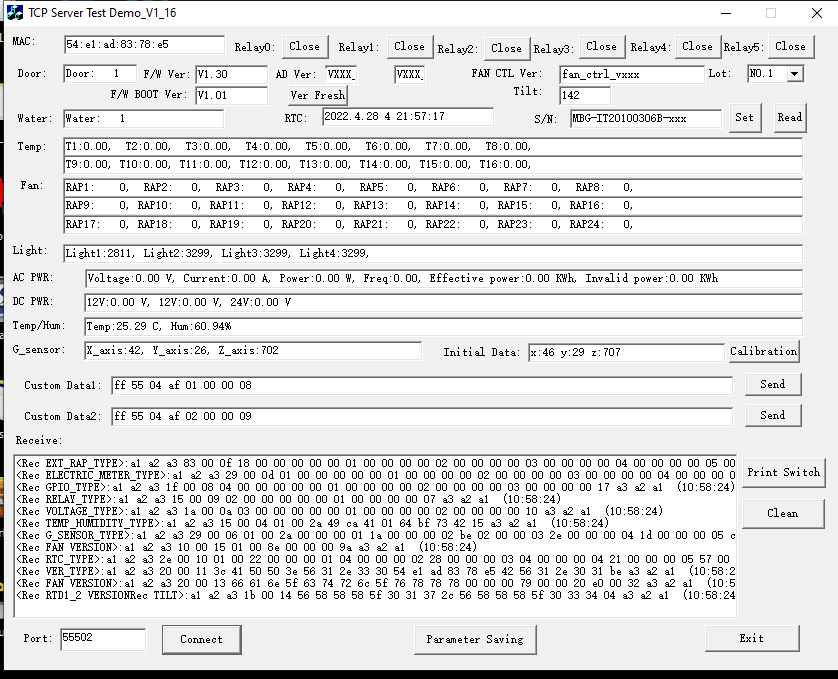 TCP Server Test Demo_V1_16
MAC: 54:e1:ad:83:78:e5 Relay0: Close Relay1: Close Relay2: Close Relay3: Close Relay4: Close Relay5: Close
Door: Door: 1 F/W Ver: V1.30 AD Ver: VXXX_ VXXX_ FAN CTL Ver: fan_ctrl_vxxx Lot: NO.1
F/W BOOT Ver: V1.01 Ver Fresh Tilt: 142
Water: Water: 1 RTC: 2022.4.28 4 21:57:17 S/N: MBG-IT20100306B-xxx Set Read
Temp: T1:0.00, T2:0.00, T3:0.00, T4:0.00, T5:0.00, T6:0.00, T7:0.00, T8:0.00,
T9:0.00, T10:0.00, T11:0.00, T12:0.00, T13:0.00, T14:0.00, T15:0.00, T16:0.00,
Fan: RAP1: 0, RAP2: 0, RAP3: 0, RAP4: 0, RAP5: 0, RAP6: 0, RAP7: 0, RAP8: 0,
RAP9: 0, RAP10: 0, RAP11: 0, RAP12: 0, RAP13: 0, RAP14: 0, RAP15: 0, RAP16: 0,
RAP17: 0, RAP18: 0, RAP19: 0, RAP20: 0, RAP21: 0, RAP22: 0, RAP23: 0, RAP24: 0,
Light: Light1:2811, Light2:3299, Light3:3299, Light4:3299,
AC PWR: Voltage:0.00 V, Current:0.00 A, Power:0.00 W, Freq:0.00, Effective power:0.00 KWh, Invalid power:0.00 KWh
DC PWR: 12V:0.00 V, 12V:0.00 V, 24V:0.00 V
Temp/Hum: Temp:25.29 C, Hum:60.94%
G_sensor: X_axis:42, Y_axis:26, Z_axis:702 Initial Data: x:46 y:29 z:707 Calibration
Custom Data1: ff 55 04 af 01 00 00 08 Send
Custom Data2: ff 55 04 af 02 00 00 09 Send
Receive:
<Rec EXT_RAP_TYPE>:a1 a2 a3 83 00 0f 18 00 00 00 00 00 01 00 00 00 00 02 00 00 00 00 03 00 00 00 00 04 00 00 00 00 05 00
<Rec ELECTRIC_METER_TYPE>:a1 a2 a3 29 00 0d 01 00 00 00 00 00 01 00 00 00 00 02 00 00 00 00 03 00 00 00 00 04 00 00 00 0
<Rec GPIO_TYPE>:a1 a2 a3 1f 00 08 04 00 00 00 00 00 01 00 00 00 00 02 00 00 00 00 03 00 00 00 00 17 a3 a2 a1 (10:58:24)
<Rec RELAY_TYPE>:a1 a2 a3 15 00 09 02 00 00 00 00 00 01 00 00 00 00 07 a3 a2 a1 (10:58:24)
<Rec VOLTAGE_TYPE>:a1 a2 a3 1a 00 0a 03 00 00 00 00 00 01 00 00 00 00 02 00 00 00 00 10 a3 a2 a1 (10:58:24)
<Rec TEMP_HUMIDITY_TYPE>:a1 a2 a3 15 00 04 01 00 2a 49 ca 41 01 64 bf 73 42 15 a3 a2 a1 (10:58:24)
<Rec G_SENSOR_TYPE>:a1 a2 a3 29 00 06 01 00 2a 00 00 00 01 1a 00 00 00 02 be 02 00 00 03 2e 00 00 00 04 1d 00 00 00 05 c
<Rec FAN VERSION>:a1 a2 a3 10 00 15 01 00 8e 00 00 00 9a a3 a2 a1 (10:58:24)
<Rec RTC_TYPE>:a1 a2 a3 2e 00 10 01 00 22 00 00 00 01 04 00 00 00 02 28 00 00 00 03 04 00 00 00 04 21 00 00 00 05 57 00
<Rec VER_TYPE>:a1 a2 a3 20 00 11 3c 41 50 50 3e 56 31 2e 33 30 54 e1 ad 83 78 e5 42 56 31 2e 30 31 be a3 a2 a1 (10:58:2
<Rec FAN VERSION>:a1 a2 a3 20 00 13 66 61 6e 5f 63 74 72 6c 5f 76 78 78 78 00 00 00 79 00 00 20 e0 00 32 a3 a2 a1 (10:5
<Rec RTD1_2 VERSIONRec TILT>:a1 a2 a3 1b 00 14 56 58 58 58 5f 30 31 37 2c 56 58 58 58 5f 30 33 34 04 a3 a2 a1 (10:58:24
Print Switch
Clean
Port: 55502 Connect Parameter Saving Exit